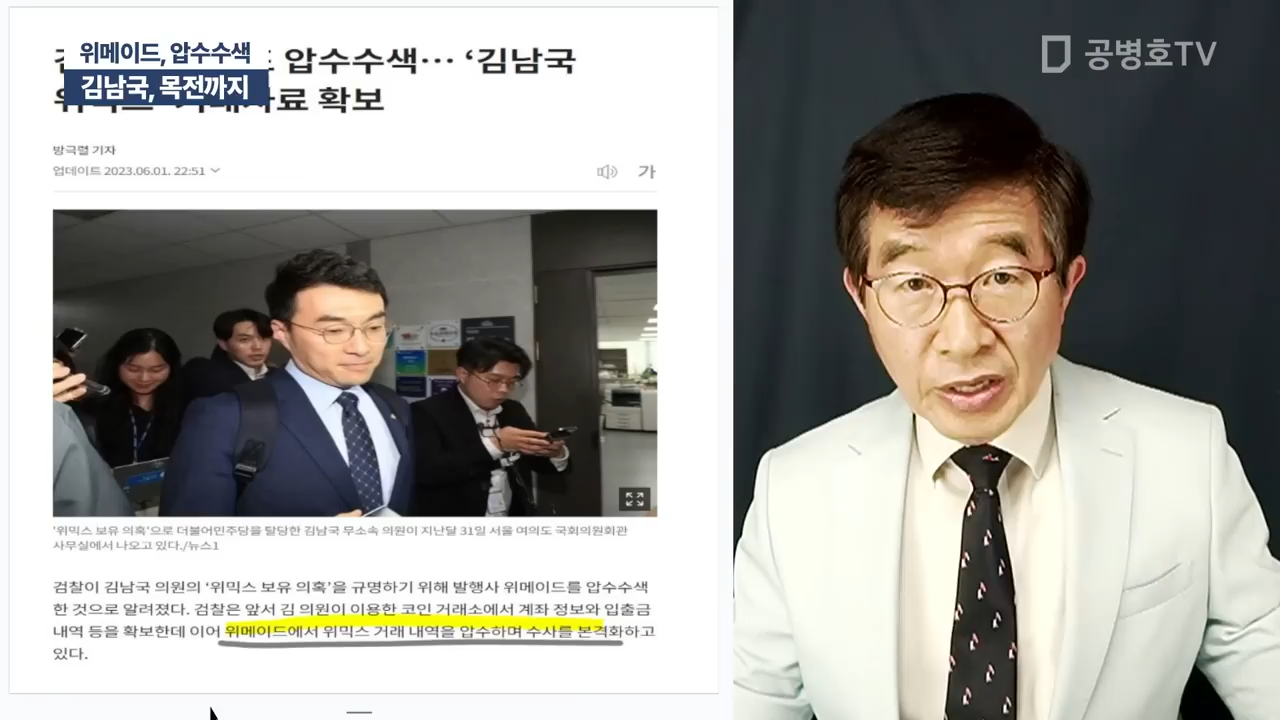 위메이드, 압수수색
김남국, 목전까지
압수수색… ‘김남국
확보
방극렬 기자
업데이트 2023.06.01. 22:51
가
공병호TV
'위믹스 보유 의혹'으로 더불어민주당을 탈당한 김남국 무소속 의원이 지난달 31일 서울 여의도 국회의원회관
사무실에서 나오고 있다./뉴스1
검찰이 김남국 의원의 ‘위믹스 보유 의혹’을 규명하기 위해 발행사 위메이드를 압수수색
한 것으로 알려졌다. 검찰은 앞서 김 의원이 이용한 코인 거래소에서 계좌 정보와 입출금
내역 등을 확보한데 이어 위메이드에서 위믹스 거래 내역을 압수하며 수사를 본격화하고
있다.